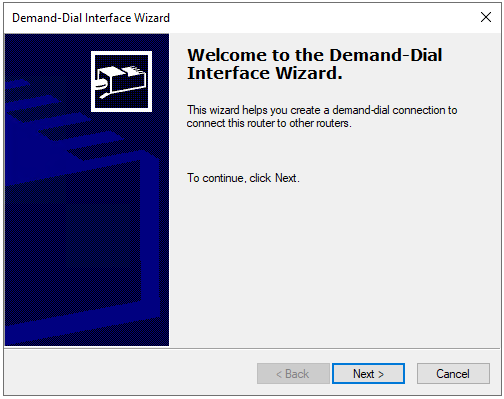 Demand-Dial Interface Wizard
Welcome to the Demand-Dial
Interface Wizard.
This wizard helps you create a demand-dial connection to
connect this router to other routers.
To continue, click Next.
< Back
Next >
Cancel